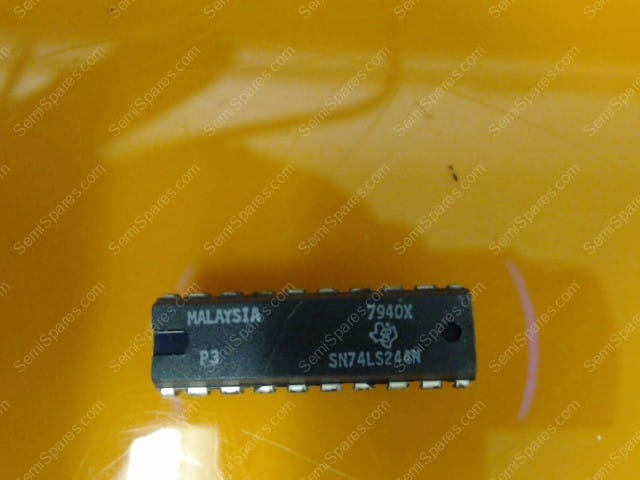 MALAYSIA 7940X
P3 SN74LS244N
SemiSpares.com